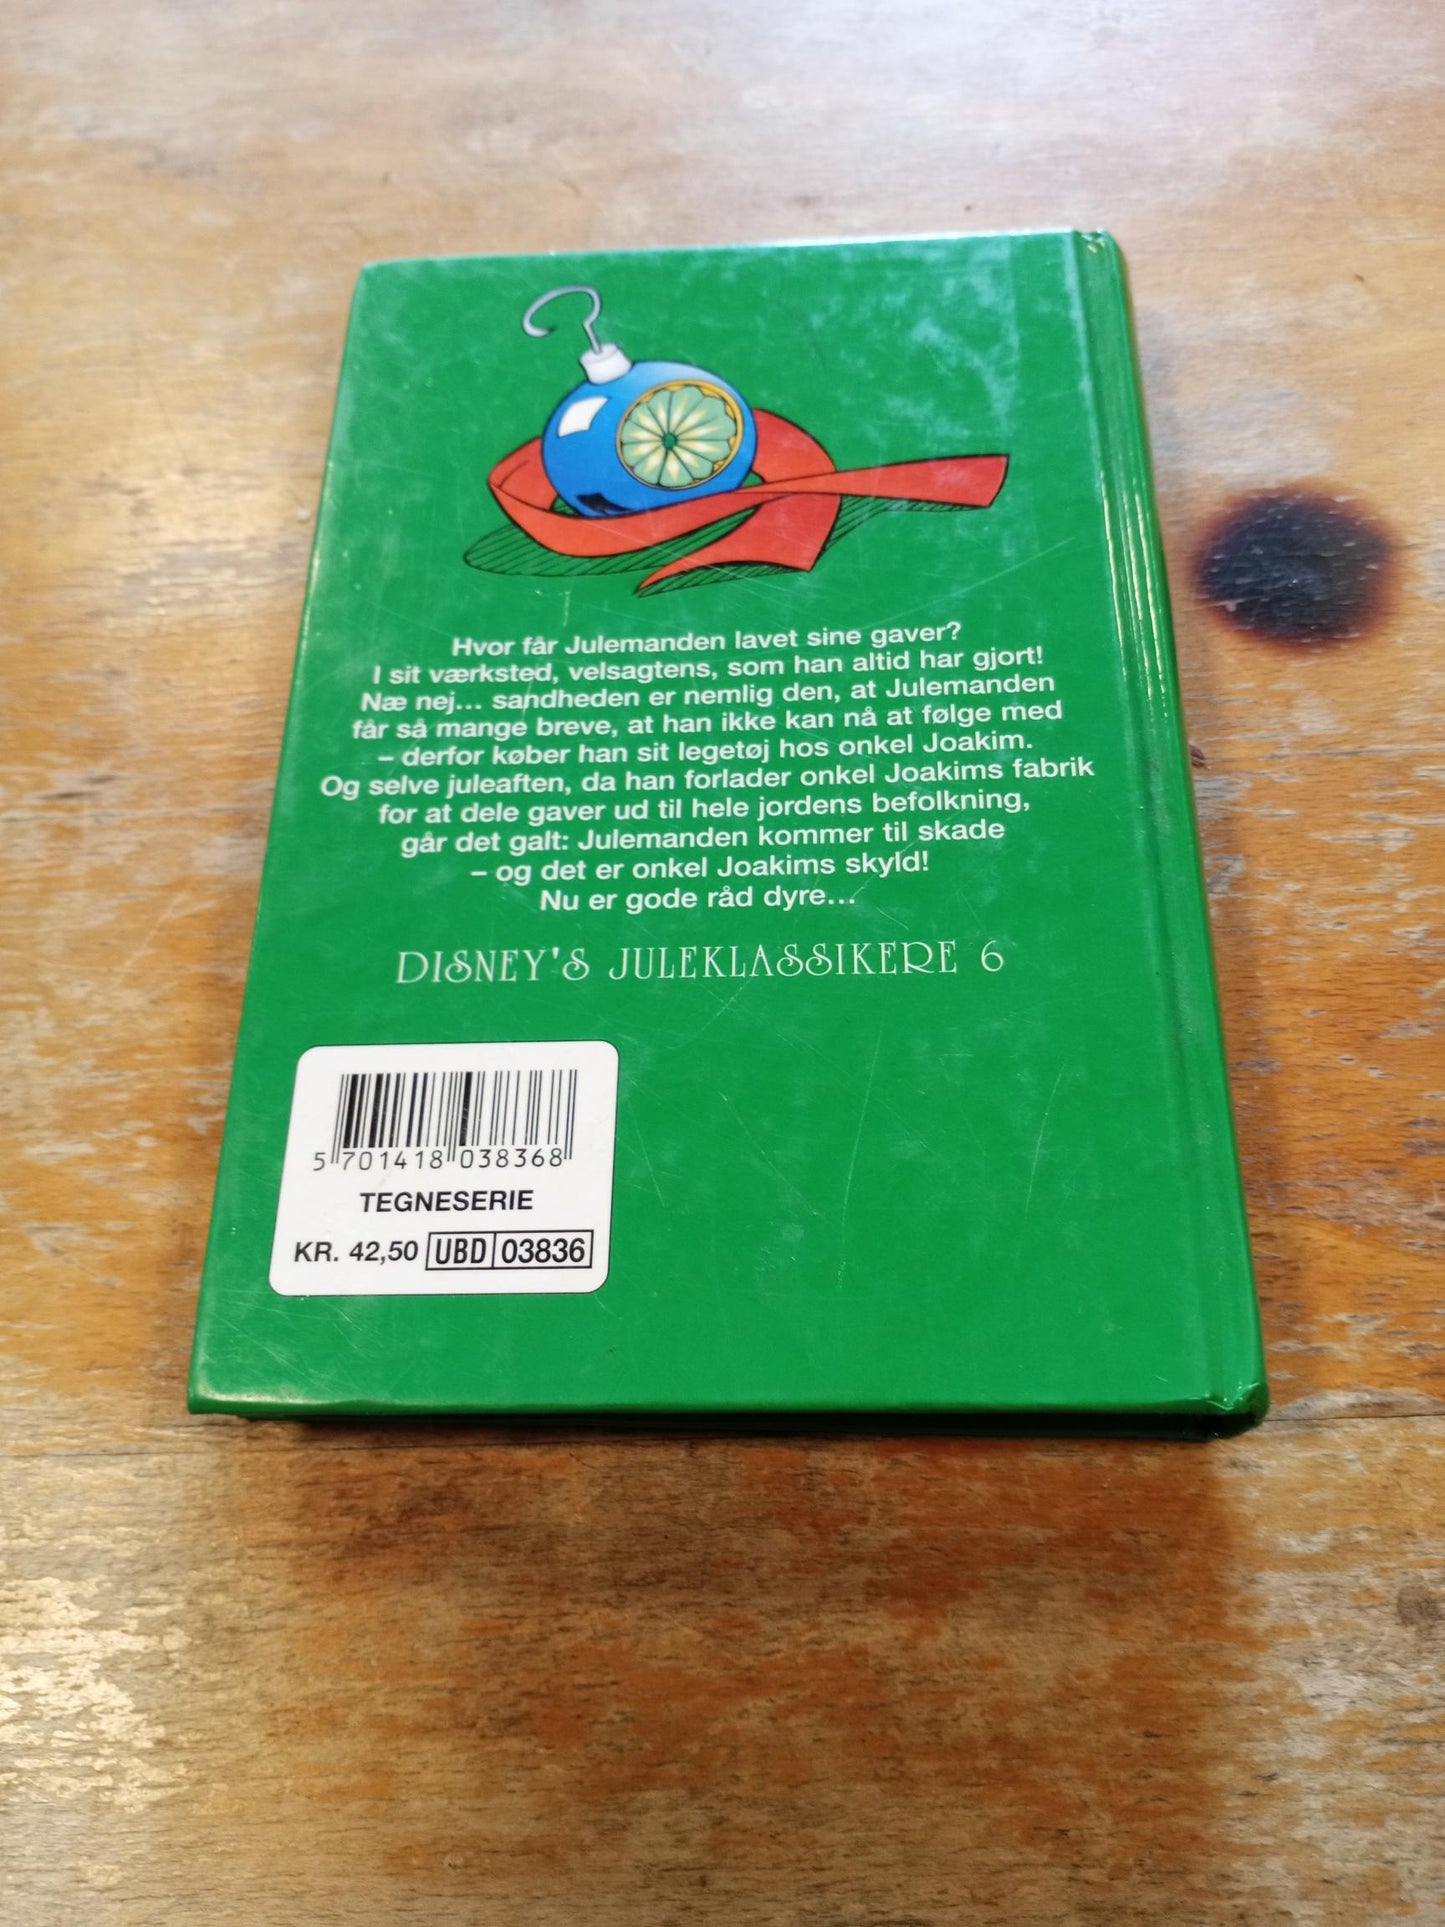 Hvor får Julemanden lavet sine gaver?
I sit værksted, velsagtens, som han altid har gjort!
Næ nej... sandheden er nemlig den, at Julemanden
får så mange breve, at han ikke kan nå at følge med
– derfor køber han sit legetøj hos onkel Joakim.
Og selve juleaften, da han forlader onkel Joakims fabrik
for at dele gaver ud til hele jordens befolkning,
går det galt: Julemanden kommer til skade
– og det er onkel Joakims skyld!
Nu er gode råd dyre...
DISNEY'S JULEKLASSIKERE 6
5 701418 038368
TEGNESERIE
KR. 42,50 UBD 03836